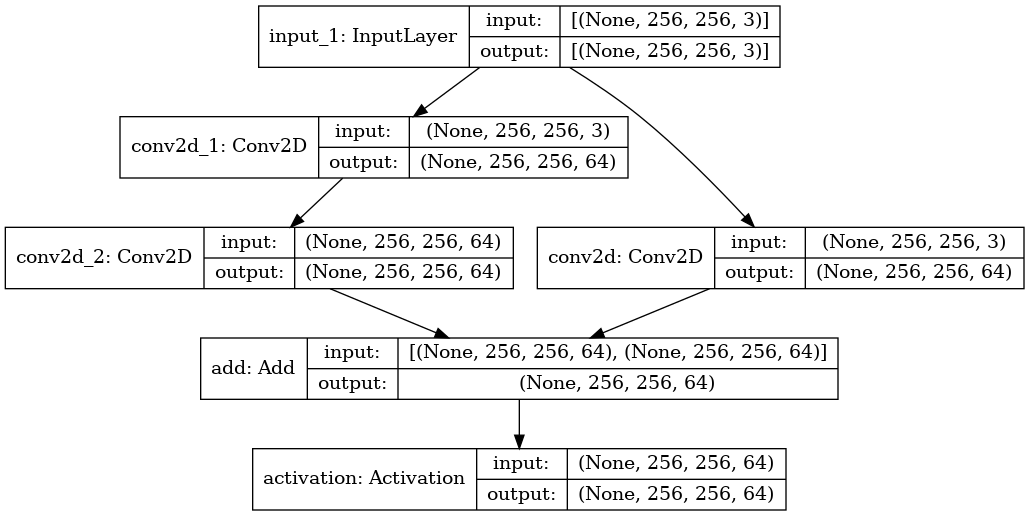 input_1: InputLayer
input:
[(None, 256, 256, 3)]
output:
[(None, 256, 256, 3)]
conv2d_1: Conv2D
input:
(None, 256, 256, 3)
output:
(None, 256, 256, 64)
conv2d_2: Conv2D
input:
(None, 256, 256, 64)
output:
(None, 256, 256, 64)
conv2d: Conv2D
input:
(None, 256, 256, 3)
output:
(None, 256, 256, 64)
add: Add
input:
[(None, 256, 256, 64), (None, 256, 256, 64)]
output:
(None, 256, 256, 64)
activation: Activation
input:
(None, 256, 256, 64)
output:
(None, 256, 256, 64)